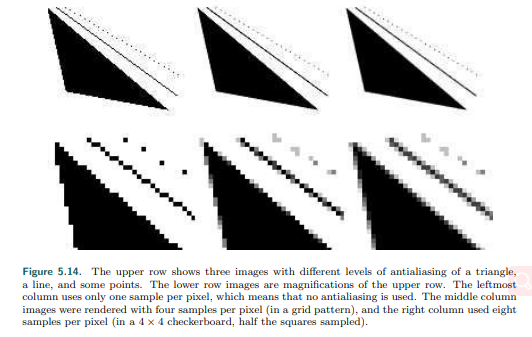 Figure 5.14. The upper row shows three images with different levels of antialiasing of a triangle,
a line, and some points. The lower row images are magnifications of the upper row. The leftmost
column uses only one sample per pixel, which means that no antialiasing is used. The middle column
images were rendered with four samples per pixel (in a grid pattern), and the right column used eight
samples per pixel (in a 4 × 4 checkerboard, half the squares sampled).